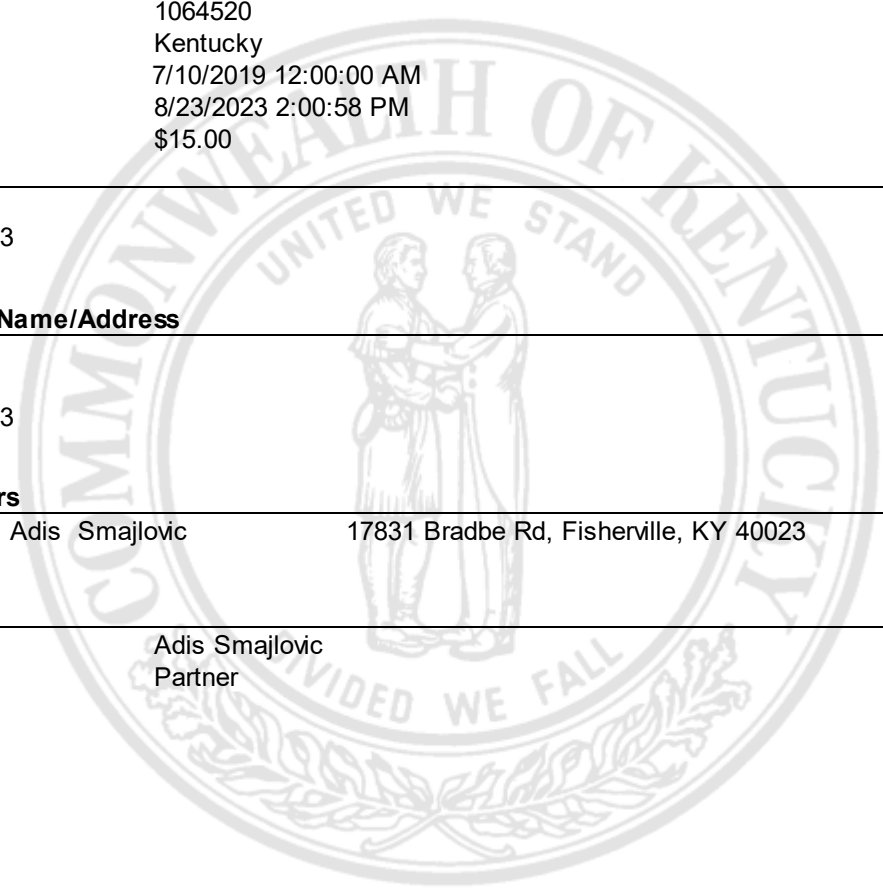 1064520
Kentucky
7/10/2019 12:00:00 AM
8/23/2023 2:00:58 PM
$15.00
COMMONWEALTH OF KENTUCKY
UNITED WE STAND
3
Name/Address
3
rs
Adis Smajlovic 17831 Bradbe Rd, Fisherville, KY 40023
Adis Smajlovic
Partner
DIVIDED WE FALL